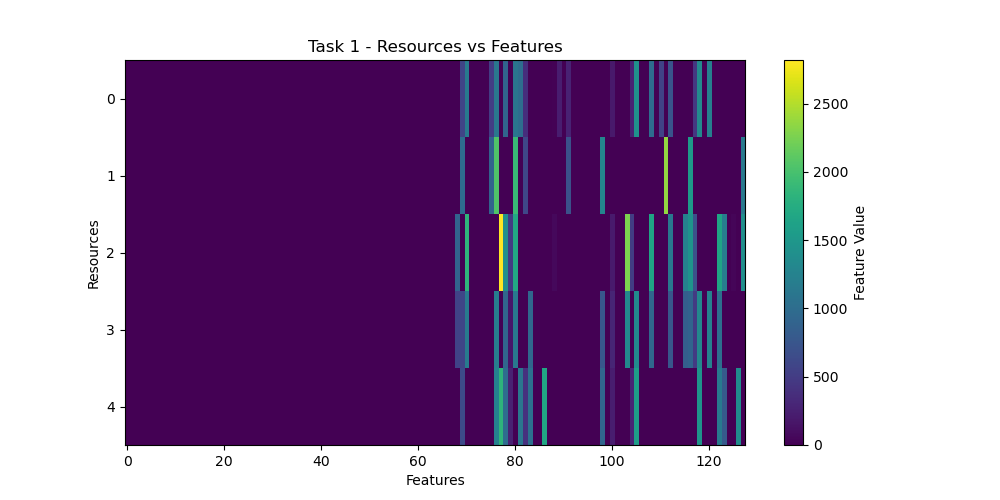 Task 1 - Resources vs Features
Resources
0
1
2
3
4
0 20 40 60 80 100 120
Features
2500
2000
1500
1000
500
0
Feature Value